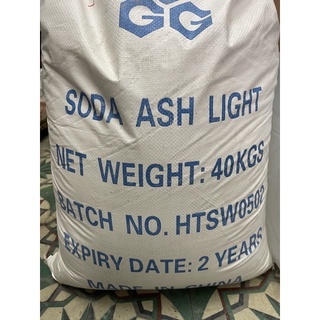 GG
SODA ASH LIGHT
NET WEIGHT: 40KGS
BATCH NO. HTSW0502
EXPIRY DATE: 2 YEARS
MADE IN CHINA